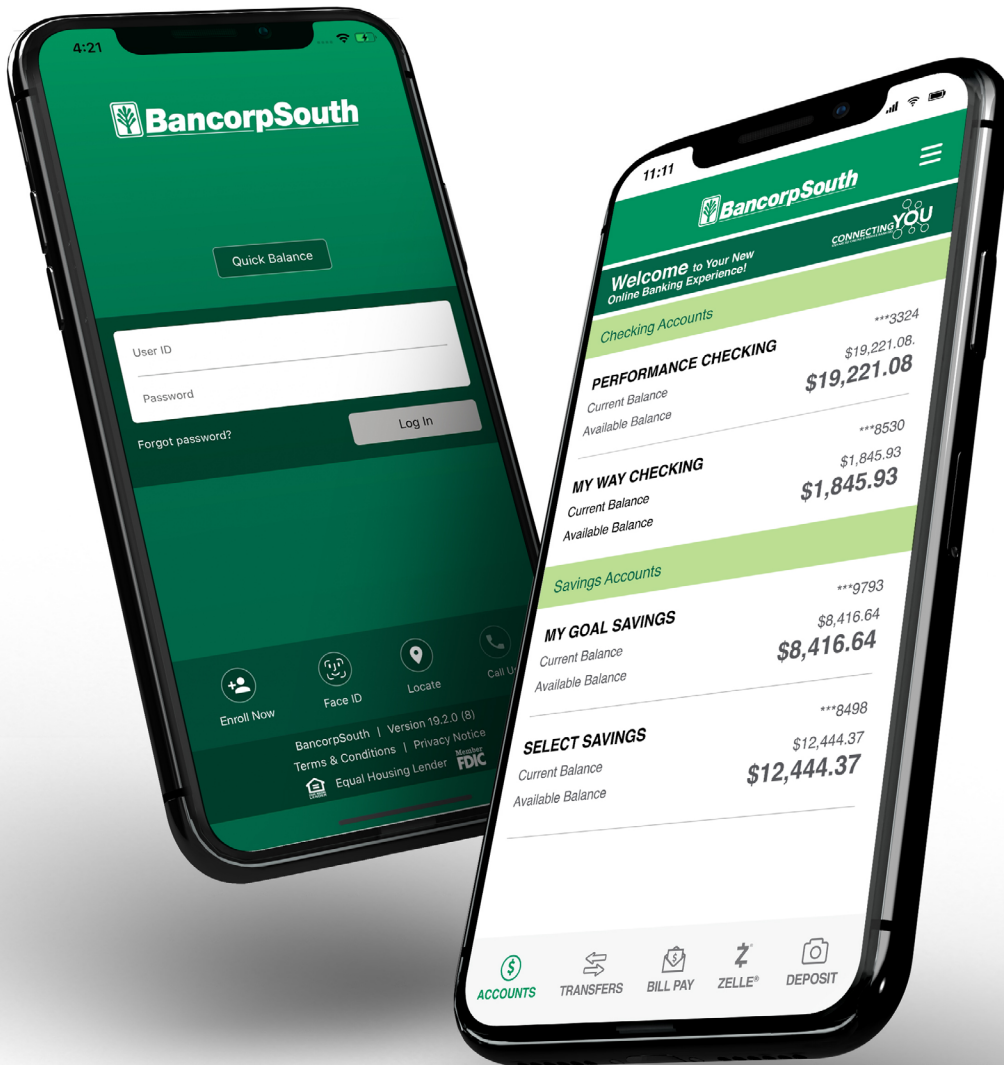 4:21
BancorpSouth
Quick Balance
User ID
Password
Forgot password?
Log In
Enroll Now
Face ID
Locate
Call Us
BancorpSouth | Version 19.2.0 (8)
Terms & Conditions | Privacy Notice
Equal Housing Lender Member FDIC
11:11
BancorpSouth
Welcome to Your New
Online Banking Experience!
CONNECTING YOU
Checking Accounts
PERFORMANCE CHECKING ***3324
Current Balance $19,221.08.
Available Balance $19,221.08
MY WAY CHECKING ***8530
Current Balance $1,845.93
Available Balance $1,845.93
Savings Accounts
MY GOAL SAVINGS ***9793
Current Balance $8,416.64
Available Balance $8,416.64
SELECT SAVINGS ***8498
Current Balance $12,444.37
Available Balance $12,444.37
ACCOUNTS
TRANSFERS
BILL PAY
ZELLE®
DEPOSIT